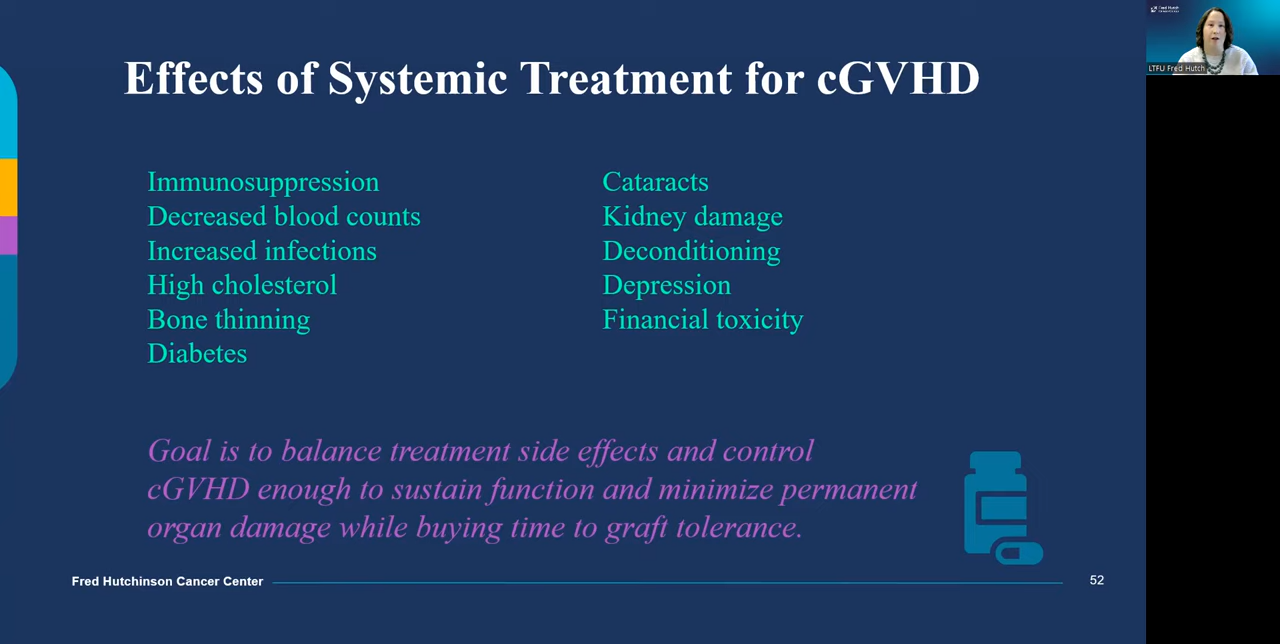 Effects of Systemic Treatment for cGVHD
Immunosuppression
Decreased blood counts
Increased infections
High cholesterol
Bone thinning
Diabetes
Cataracts
Kidney damage
Deconditioning
Depression
Financial toxicity
Goal is to balance treatment side effects and control
cGVHD enough to sustain function and minimize permanent
organ damage while buying time to graft tolerance.
Fred Hutchinson Cancer Center
52
Fred Hutch
LTFU Fred Hutch